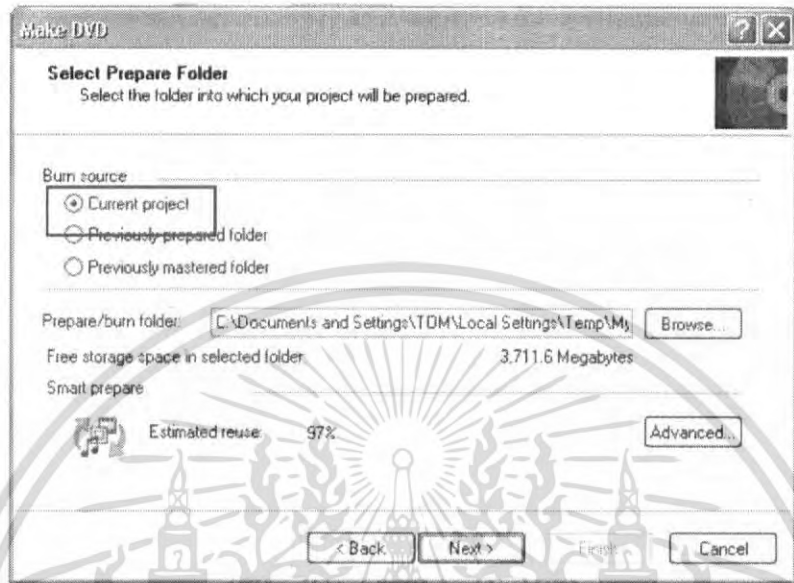 Make DVD
Select Prepare Folder
Select the folder into which your project will be prepared.
Burn source
Current project
Previously prepared folder
Previously mastered folder
Prepare/burn folder: C:\Documents and Settings\TOM\Local Settings\Temp\My Browse...
Free storage space in selected folder 3,711.6 Megabytes
Smart prepare
Estimated reuse: 97% Advanced...
< Back Next > Finish Cancel